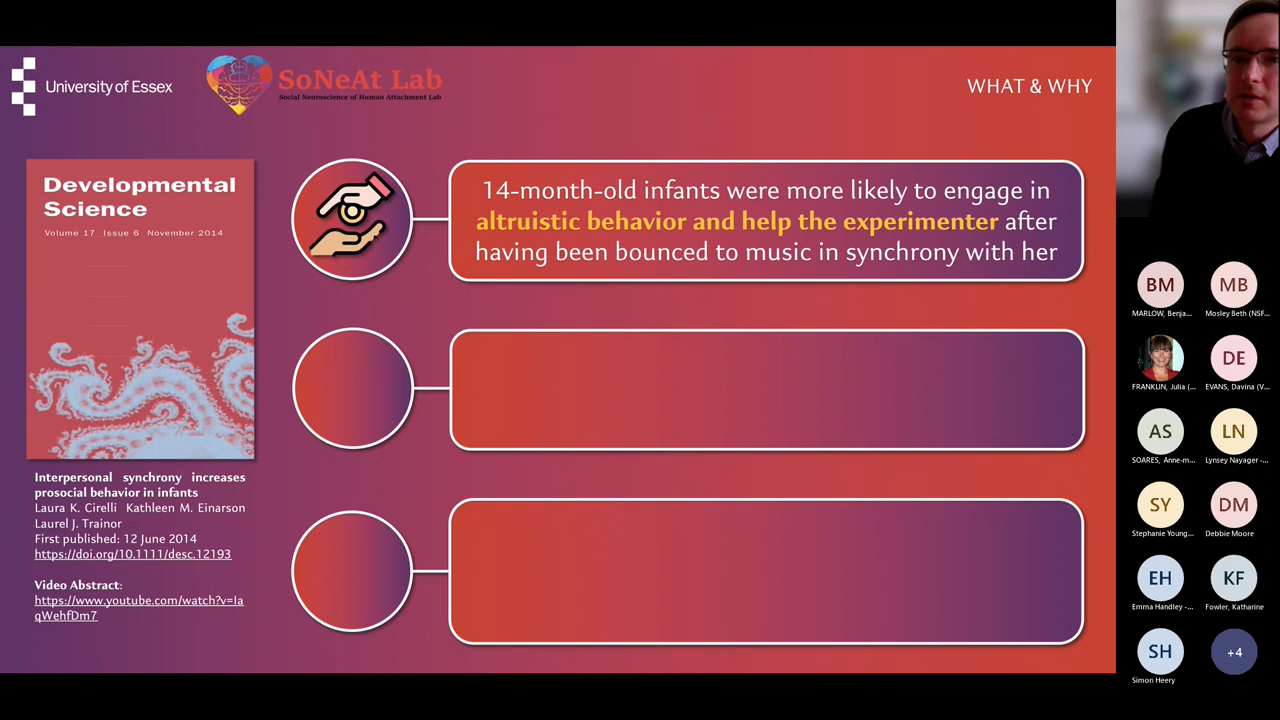 University of Essex
SoNeAt Lab
Social Neuroscience of Human Attachment Lab
WHAT & WHY
Developmental
Science
Volume 17 Issue 6 November 2014
Interpersonal synchrony increases
prosocial behavior in infants
Laura K. Cirelli Kathleen M. Einarson
Laurel J. Trainor
First published: 12 June 2014
https://doi.org/10.1111/desc.12193
Video Abstract:
https://www.youtube.com/watch?v=Ia
qWehfDm7
14-month-old infants were more likely to engage in
altruistic behavior and help the experimenter after
having been bounced to music in synchrony with her
BM
MARLOW, Benja...
MB
Mosley Beth (NSF...
FRANKLIN, Julia (...
DE
EVANS, Davina (V...
AS
SOARES, Anne-m...
LN
Lynsey Nayager -...
SY
Stephanie Young...
DM
Debbie Moore
EH
Emma Handley -...
KF
Fowler, Katharine
SH
Simon Heery
+4